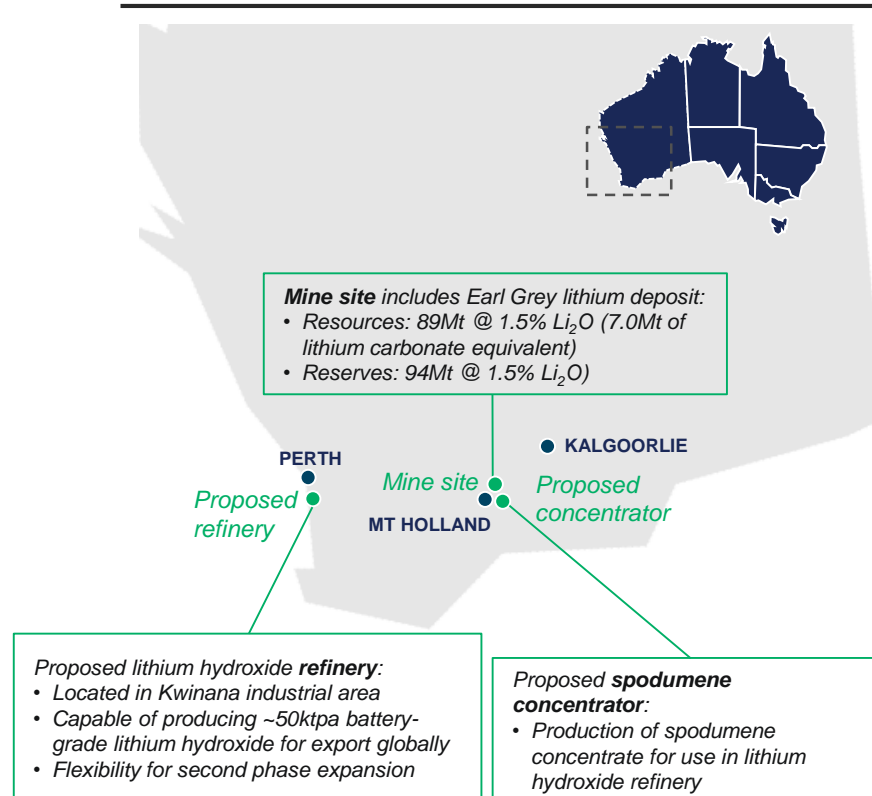 Mine site includes Earl Grey lithium deposit:
• Resources: 89Mt @ 1.5% Li₂O (7.0Mt of
lithium carbonate equivalent)
• Reserves: 94Mt @ 1.5% Li₂O)
KALGOORLIE
PERTH
Mine site
Proposed
concentrator
Proposed
refinery
MT HOLLAND
Proposed lithium hydroxide refinery:
• Located in Kwinana industrial area
• Capable of producing ~50ktpa battery-
grade lithium hydroxide for export globally
• Flexibility for second phase expansion
Proposed spodumene
concentrator:
• Production of spodumene
concentrate for use in lithium
hydroxide refinery